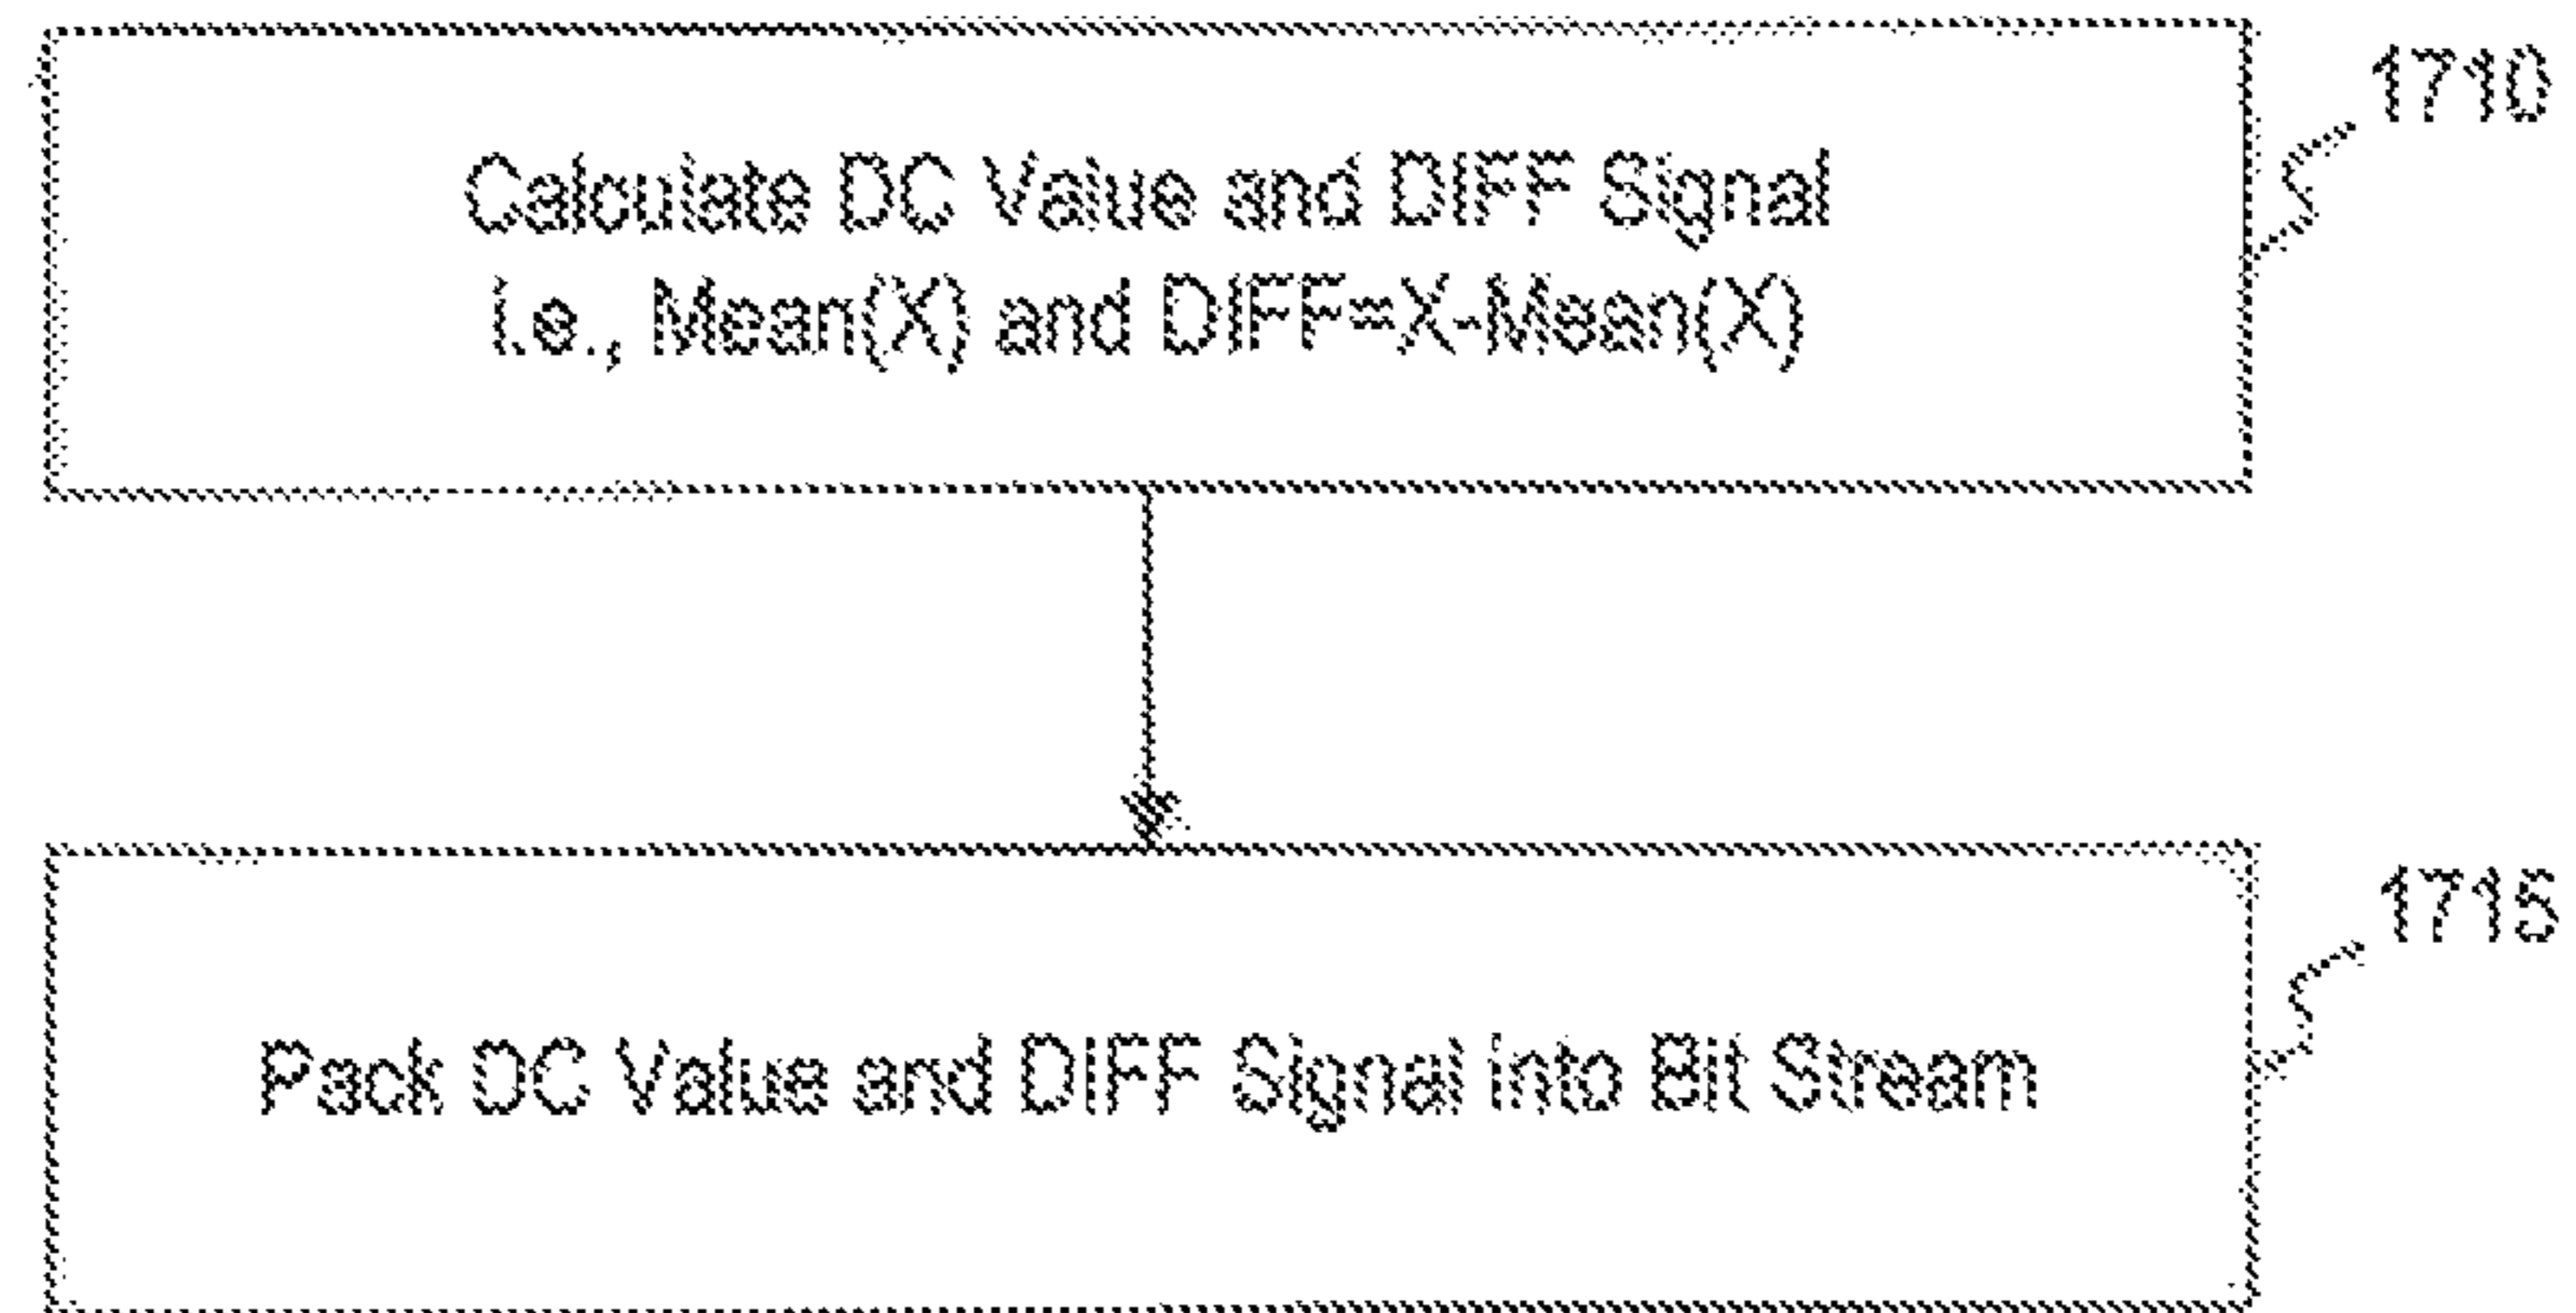 1710
Calculate DC Value and DIFF Signal
i.e., Mean(X) and DIFF=X-Mean(X)
1715
Pack DC Value and DIFF Signal into Bit Stream